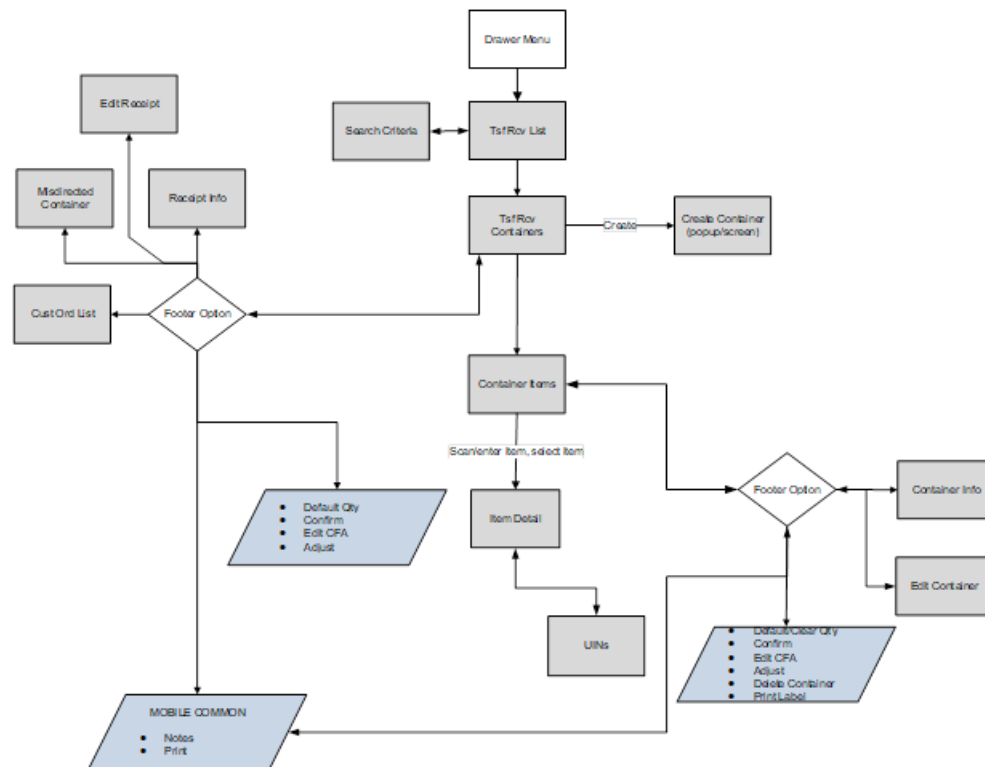 Drawer Menu
Edit Receipt
Search Criteria
Tsf Rcv List
Misdirected
Container
Receipt Info
Tsf Rcv
Containers
Create
Create Container
(popup/screen)
Cust Ord List
Footer Option
Container Items
Scan/enter Item, select Item
Footer Option
Container Info
● Default Qty
● Confirm
● Edit CFA
● Adjust
Item Detail
Edit Container
UINs
● Default/Clear Qty
● Confirm
● Edit CFA
● Adjust
● Delete Container
● Print Label
MOBILE COMMON
● Notes
● Print